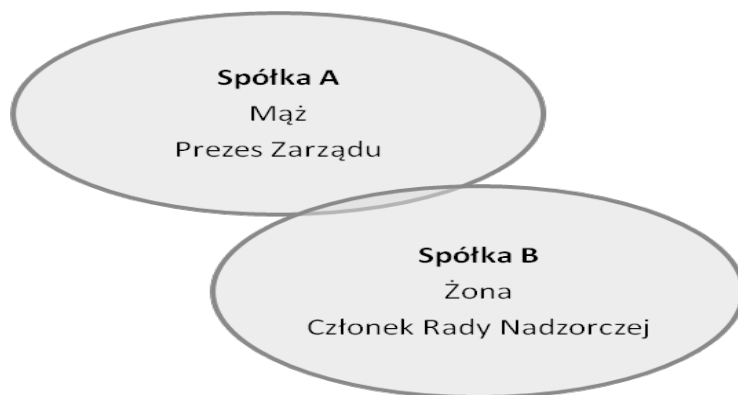 Spółka A
Mąż
Prezes Zarządu
Spółka B
Żona
Członek Rady Nadzorczej